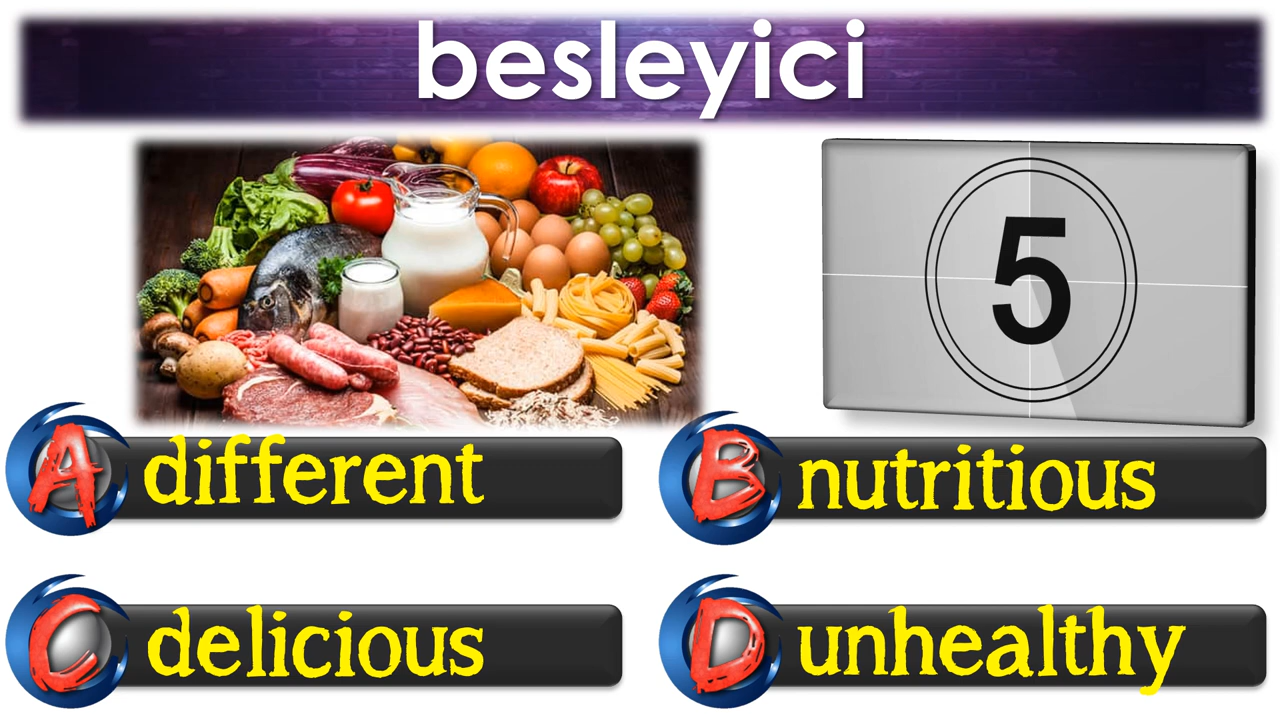 besleyici
5
A different
B nutritious
C delicious
D unhealthy